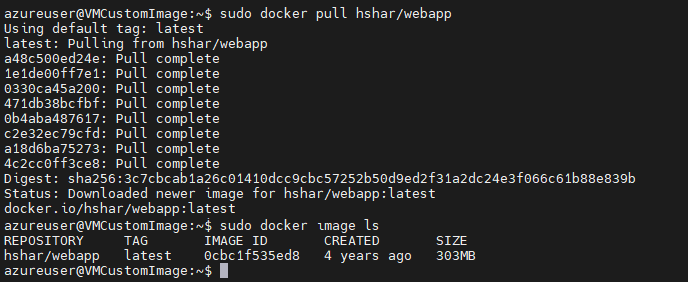 azureuser@VMCustomImage:~$ sudo docker pull hshar/webapp
Using default tag: latest
latest: Pulling from hshar/webapp
a48c500ed24e: Pull complete
1e1de00ff7e1: Pull complete
0330ca45a200: Pull complete
471db38bcfbf: Pull complete
0b4aba487617: Pull complete
c2e32ec79cfd: Pull complete
a18d6ba75273: Pull complete
4c2cc0ff3ce8: Pull complete
Digest: sha256:3c7cbcab1a26c01410dcc9cbc57252b50d9ed2f31a2dc24e3f066c61b88e839b
Status: Downloaded newer image for hshar/webapp:latest
docker.io/hshar/webapp:latest
azureuser@VMCustomImage:~$ sudo docker image ls
REPOSITORY TAG IMAGE ID CREATED SIZE
hshar/webapp latest 0cbc1f535ed8 4 years ago 303MB
azureuser@VMCustomImage:~$